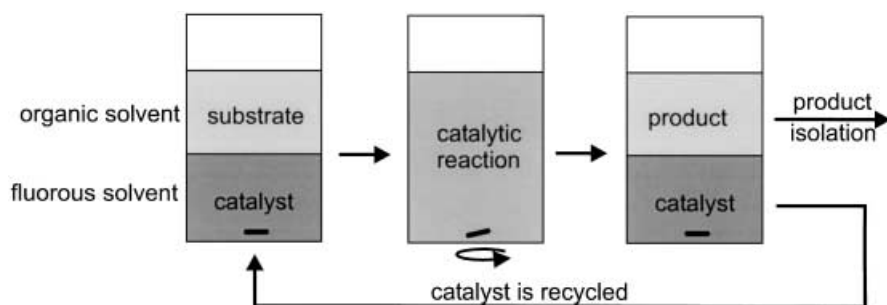 organic solvent
substrate
fluorous solvent
catalyst
catalytic
reaction
product
catalyst
product
isolation
catalyst is recycled